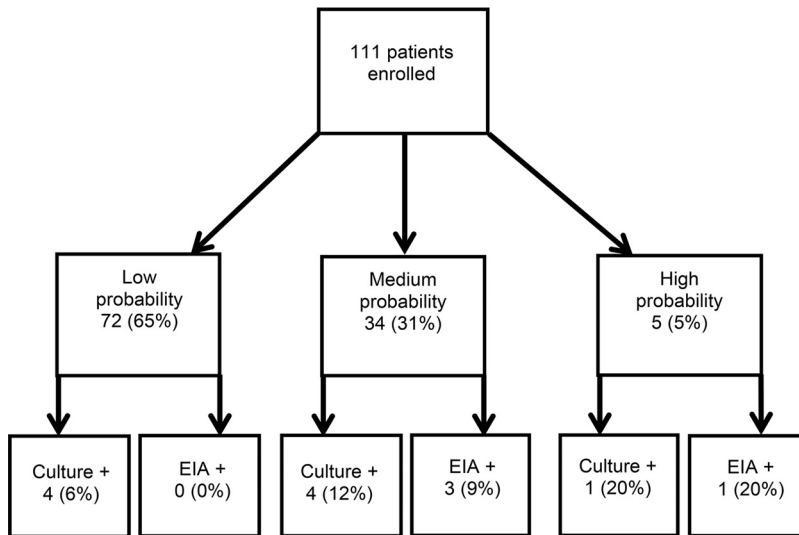 111 patients
enrolled
Low
probability
72 (65%)
Medium
probability
34 (31%)
High
probability
5 (5%)
Culture +
4 (6%)
EIA +
0 (0%)
Culture +
4 (12%)
EIA +
3 (9%)
Culture +
1 (20%)
EIA +
1 (20%)